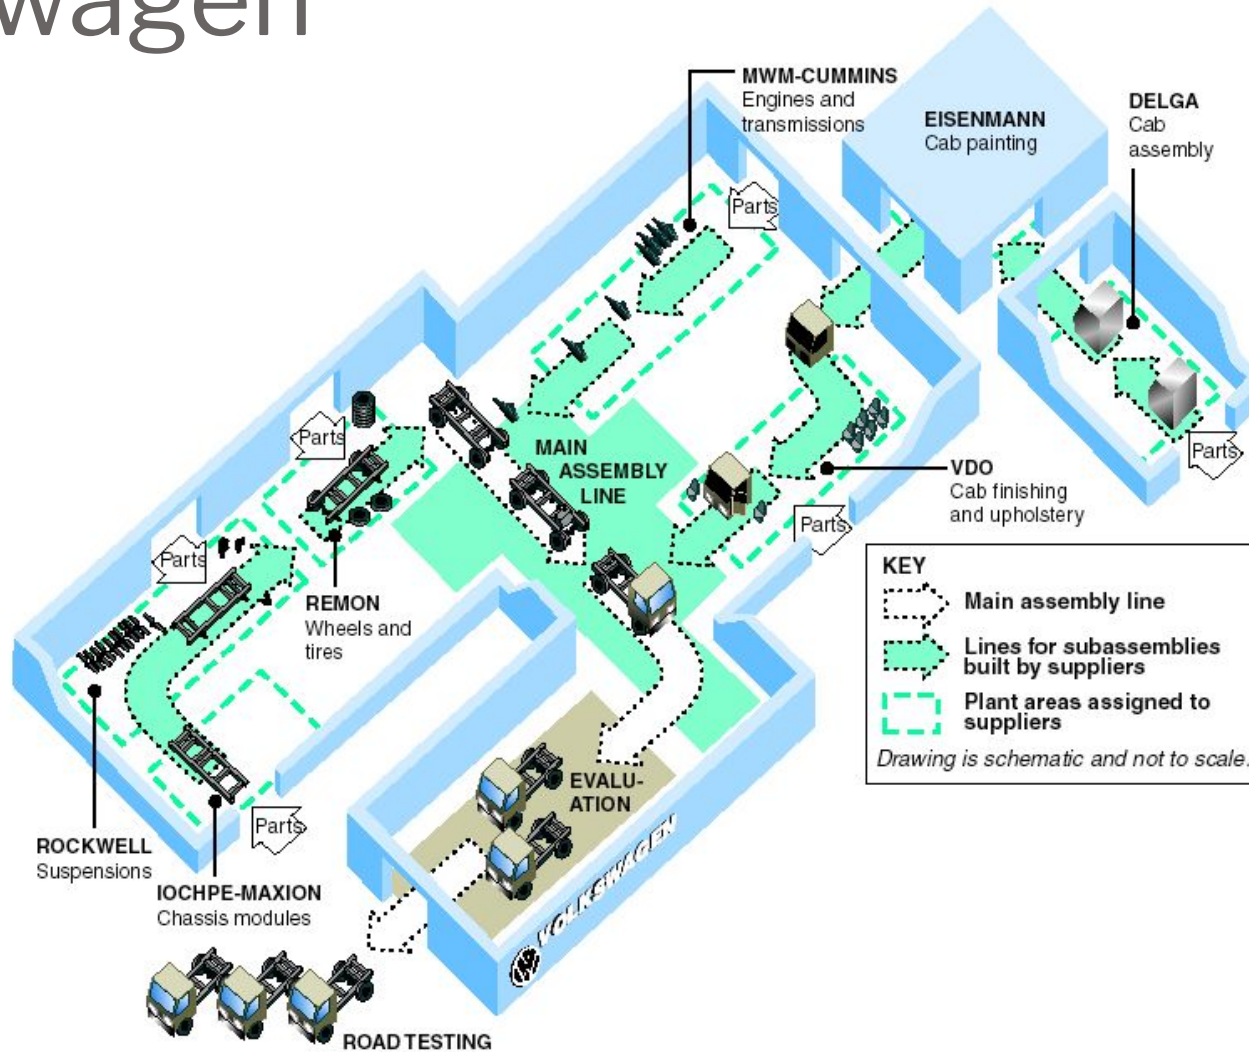 wagen
MWM-CUMMINS
Engines and
transmissions
EISENMANN
Cab painting
DELGA
Cab
assembly
Parts
Parts
Parts
MAIN
ASSEMBLY
LINE
VDO
Cab finishing
and upholstery
Parts
Parts
REMON
Wheels and
tires
KEY
Main assembly line
Lines for subassemblies
built by suppliers
Plant areas assigned to
suppliers
Drawing is schematic and not to scale.
EVALU-
ATION
VOLKSWAGEN
Parts
ROCKWELL
Suspensions
IOCHPE-MAXION
Chassis modules
ROAD TESTING